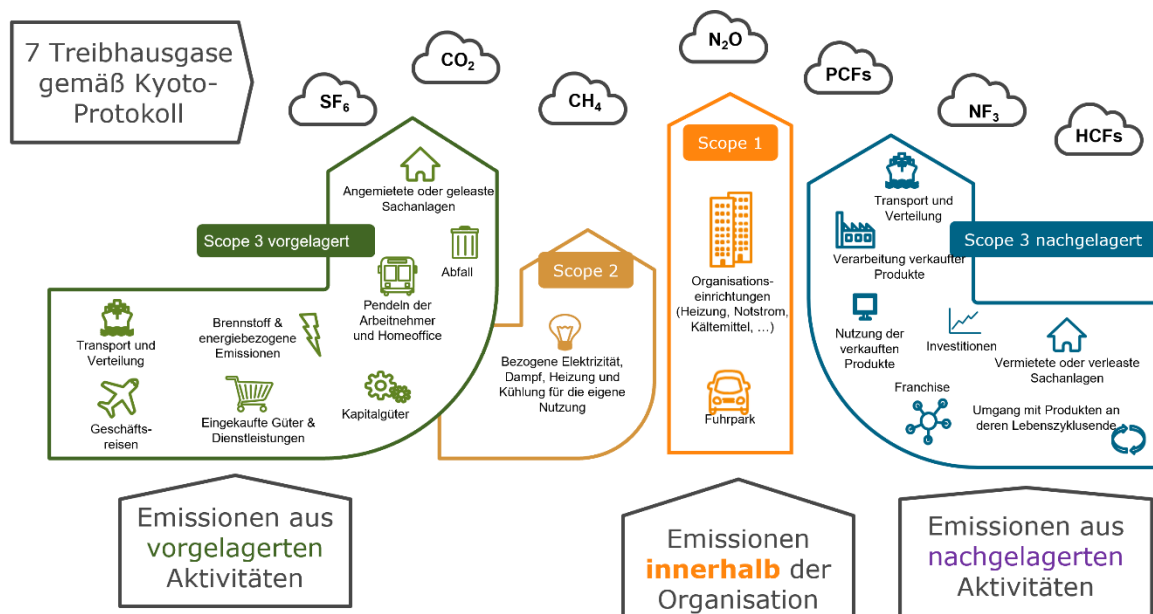 7 Treibhausgase
gemäß Kyoto-
Protokoll
SF₆
CO₂
CH₄
N₂O
PCFs
NF₃
HCFs
Scope 3 vorgelagert
Angemietete oder geleaste
Sachanlagen
Abfall
Pendeln der
Arbeitnehmer
und Homeoffice
Transport und
Verteilung
Brennstoff &
energiebezogene
Emissionen
Geschäfts-
reisen
Eingekaufte Güter &
Dienstleistungen
Kapitalgüter
Scope 2
Bezogene Elektrizität,
Dampf, Heizung und
Kühlung für die eigene
Nutzung
Scope 1
Organisations-
einrichtungen
(Heizung, Notstrom,
Kältemittel, …)
Fuhrpark
Scope 3 nachgelagert
Transport und
Verteilung
Verarbeitung verkaufter
Produkte
Nutzung der
verkauften
Produkte
Investitionen
Vermietete oder verleaste
Sachanlagen
Franchise
Umgang mit Produkten an
deren Lebenszyklusende
Emissionen aus
vorgelagerten
Aktivitäten
Emissionen
innerhalb der
Organisation
Emissionen aus
nachgelagerten
Aktivitäten